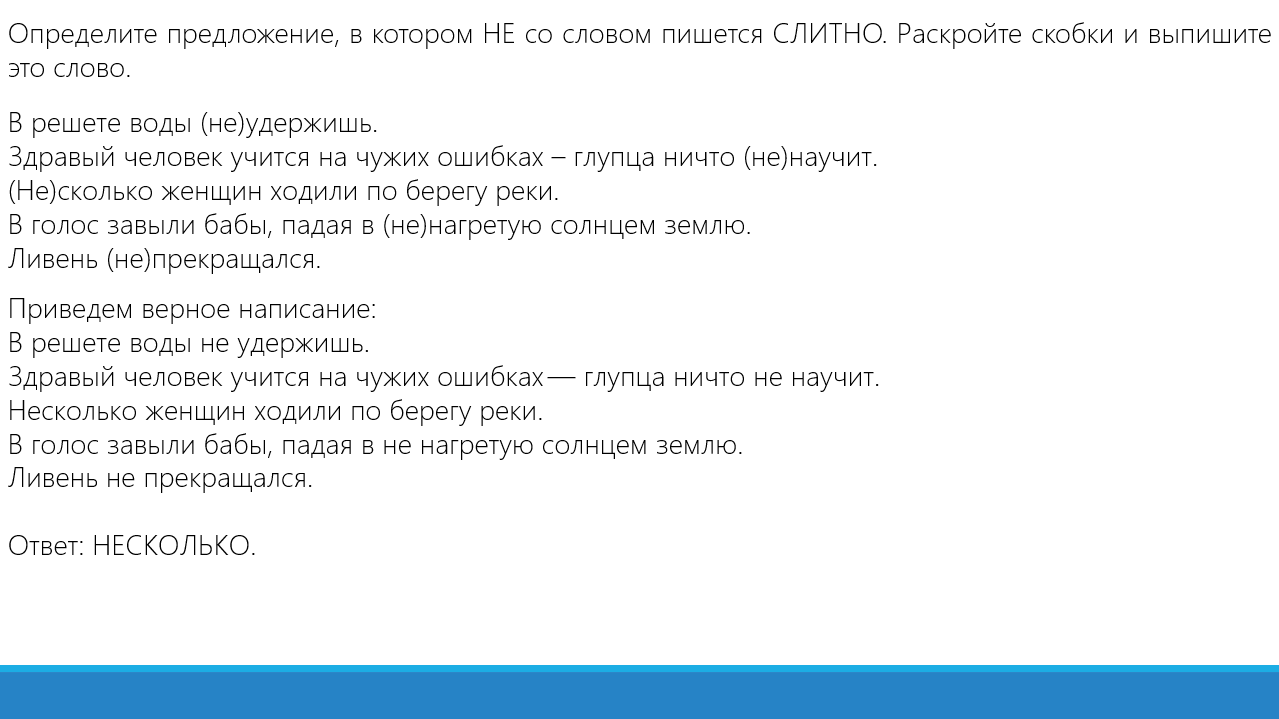 Определите предложение, в котором НЕ со словом пишется СЛИТНО. Раскройте скобки и выпишите
это слово.
В решете воды (не)удержишь.
Здравый человек учится на чужих ошибках – глупца ничто (не)научит.
(Не)сколько женщин ходили по берегу реки.
В голос завыли бабы, падая в (не)нагретую солнцем землю.
Ливень (не)прекращался.
Приведем верное написание:
В решете воды не удержишь.
Здравый человек учится на чужих ошибках — глупца ничто не научит.
Несколько женщин ходили по берегу реки.
В голос завыли бабы, падая в не нагретую солнцем землю.
Ливень не прекращался.
Ответ: НЕСКОЛЬКО.